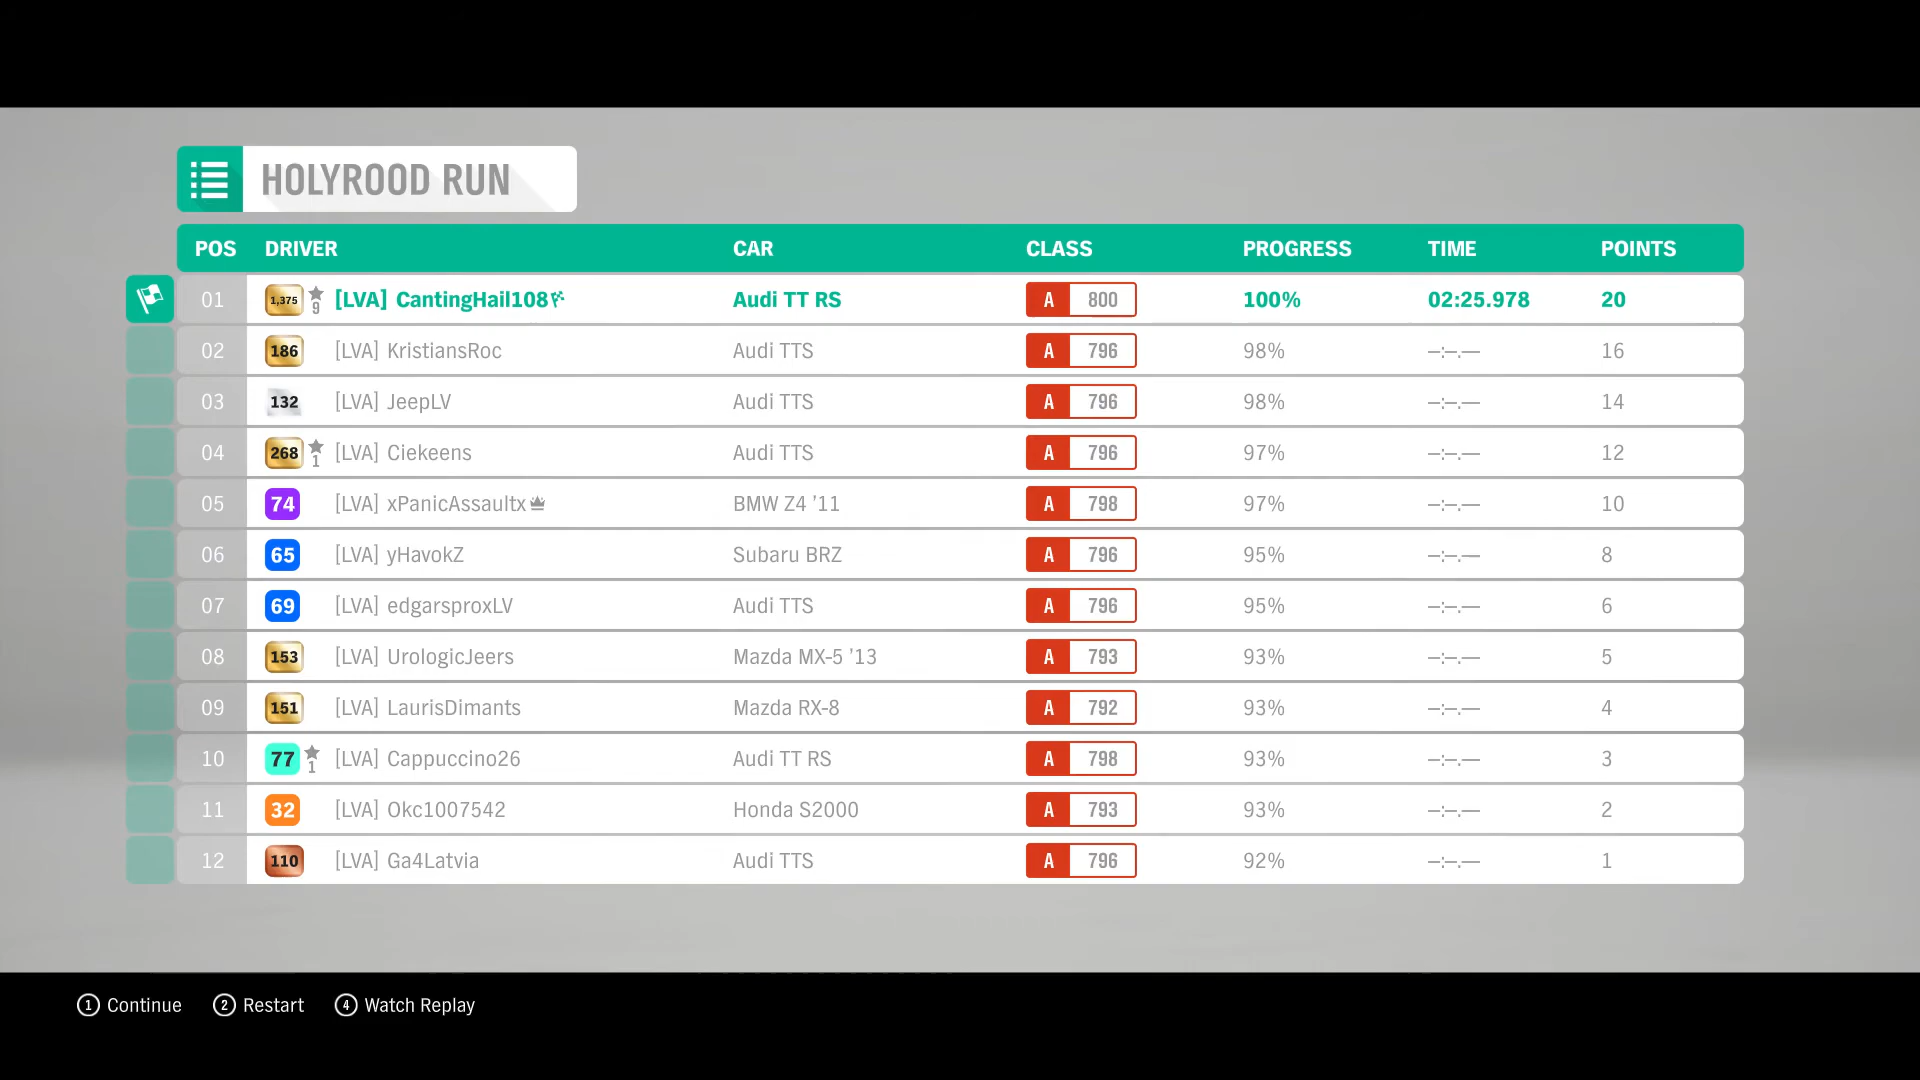 HOLYROOD RUN
POS DRIVER CAR CLASS PROGRESS TIME POINTS
01 1,375 9 [LVA] CantingHail108 Audi TT RS A 800 100% 02:25.978 20
02 186 [LVA] KristiansRoc Audi TTS A 796 98% --:--.--- 16
03 132 [LVA] JeepLV Audi TTS A 796 98% --:--.--- 14
04 268 1 [LVA] Ciekeens Audi TTS A 796 97% --:--.--- 12
05 74 [LVA] xPanicAssaultx BMW Z4 ’11 A 798 97% --:--.--- 10
06 65 [LVA] yHavokZ Subaru BRZ A 796 95% --:--.--- 8
07 69 [LVA] edgarsproxLV Audi TTS A 796 95% --:--.--- 6
08 153 [LVA] UrologicJeers Mazda MX-5 ’13 A 793 93% --:--.--- 5
09 151 [LVA] LaurisDimants Mazda RX-8 A 792 93% --:--.--- 4
10 77 1 [LVA] Cappuccino26 Audi TT RS A 798 93% --:--.--- 3
11 32 [LVA] Okc1007542 Honda S2000 A 793 93% --:--.--- 2
12 110 [LVA] Ga4Latvia Audi TTS A 796 92% --:--.--- 1
1 Continue 2 Restart 4 Watch Replay